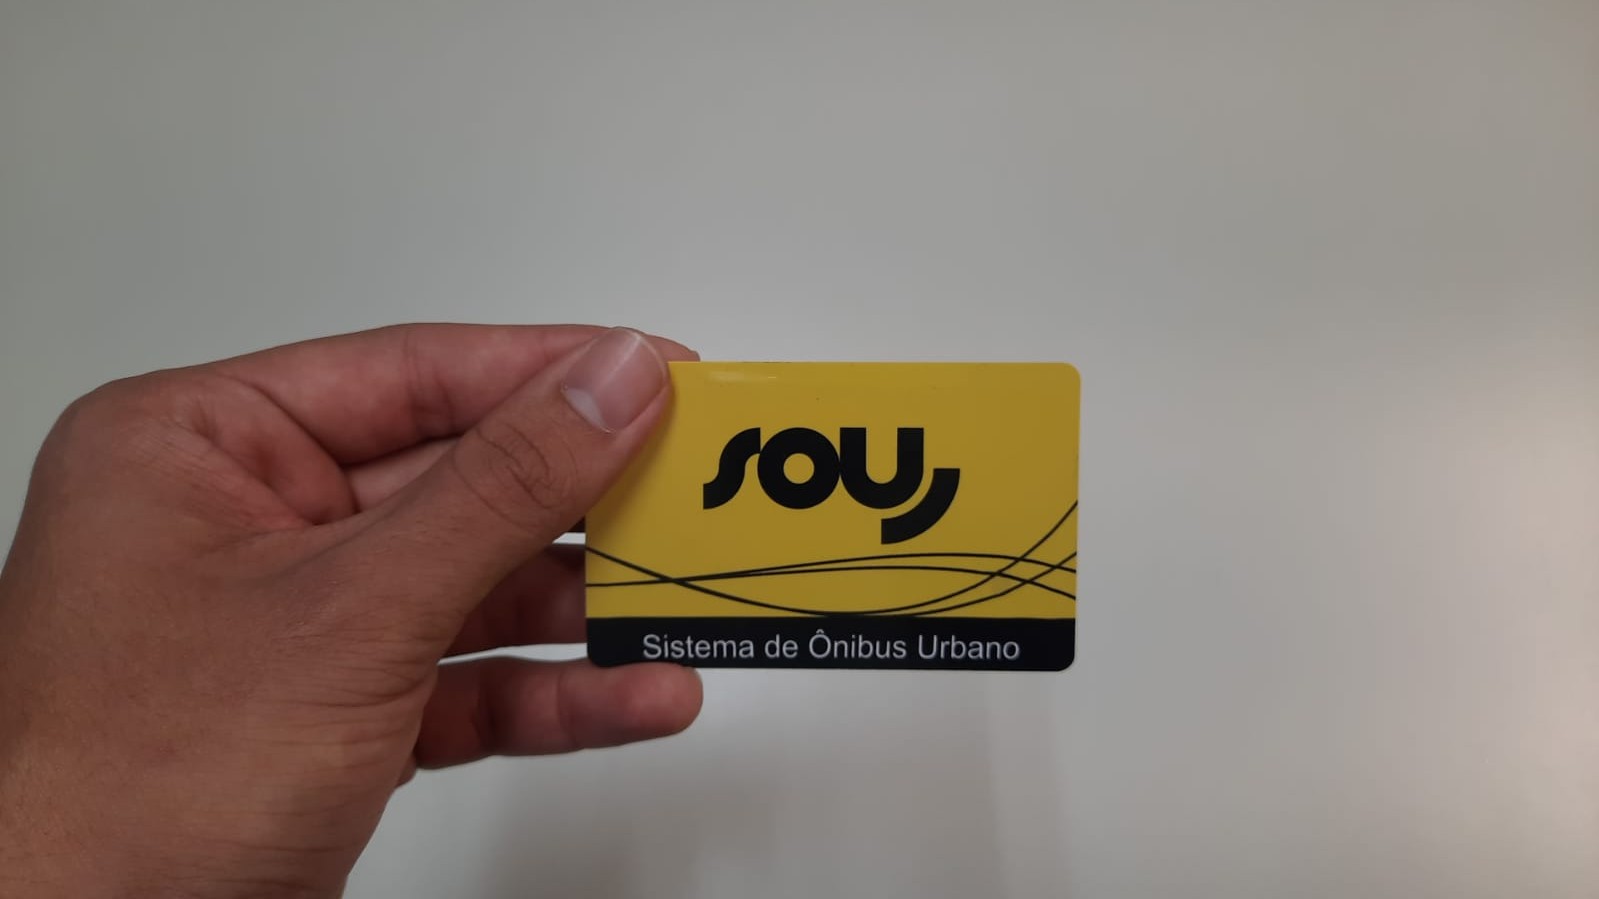 sou
Sistema de Ônibus Urbano